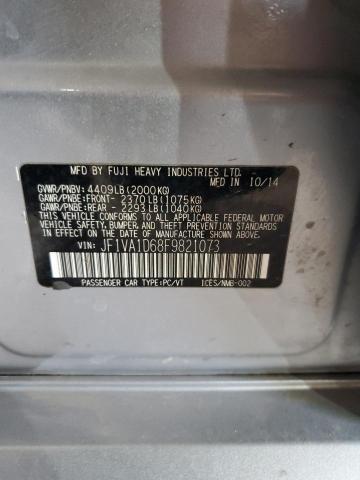 MFD BY FUJI HEAVY INDUSTRIES LTD.
MFD IN 10/14
GVWR/PNBV: 4409LB(2000KG)
GAWR/PNBE:FRONT- 2370LB(1075KG)
GAWR/PNBE:REAR - 2293LB(1040KG)
THIS VEHICLE CONFORMS TO ALL APPLICABLE FEDERAL MOTOR
VEHICLE SAFETY, BUMPER, AND THEFT PREVENTION STANDARDS
IN EFFECT ON THE DATE OF MANUFACTURE SHOWN ABOVE.
VIN: JF1VA1D68F9821073
PASSENGER CAR TYPE:PC/VT ICES/NMB-002